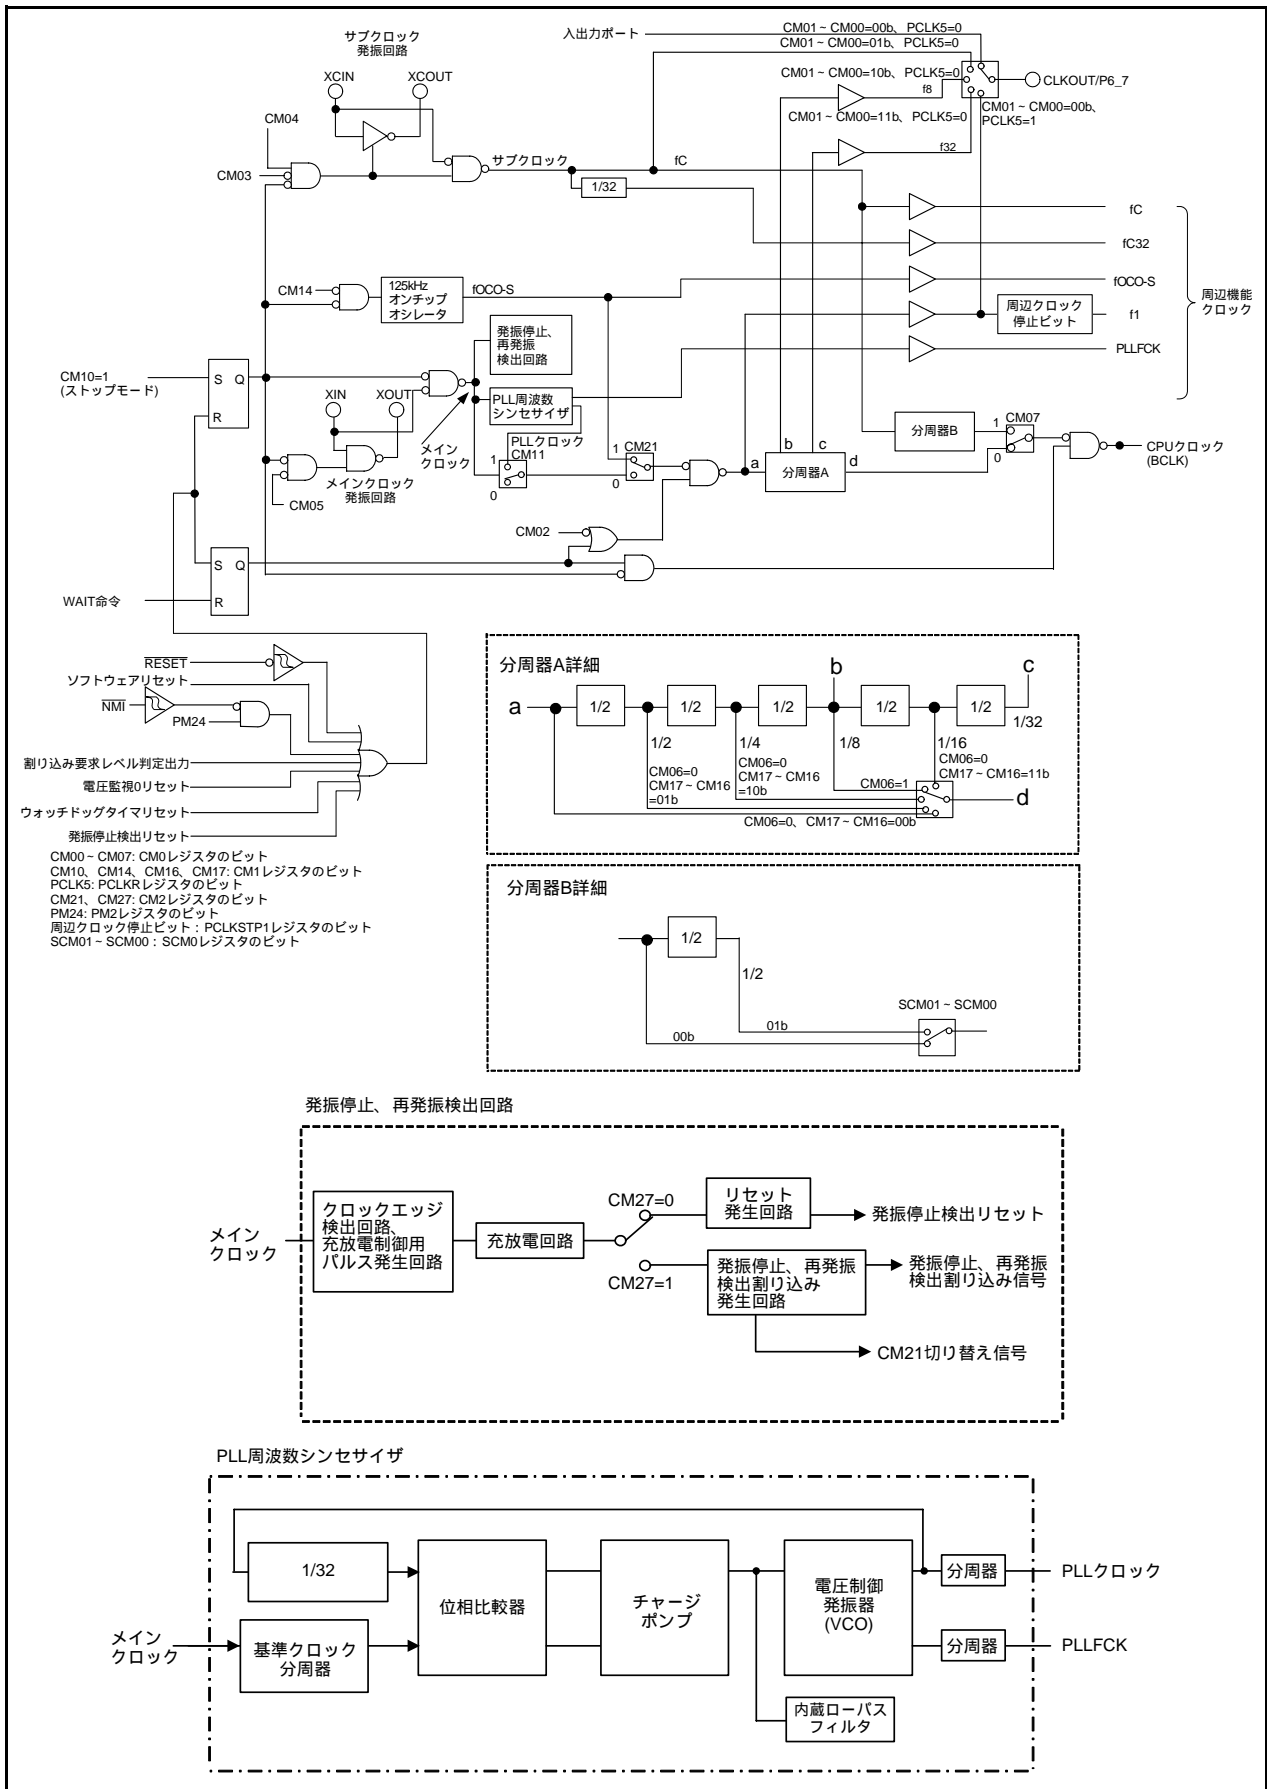 サブクロック
発振回路
XCIN
XCOUT
入出力ポート
CM01~CM00=00b、PCLK5=0
CM01~CM00=01b、PCLK5=0
CM01~CM00=10b、PCLK5=0
f8
CLKOUT/P6_7
CM01~CM00=11b、PCLK5=0
CM01~CM00=00b、
PCLK5=1
f32
CM04
CM03
サブクロック
fC
1/32
fC
fC32
fOCO-S
f1
PLLFCK
周辺機能
クロック
周辺クロック
停止ビット
CM14
125kHz
オンチップ
オシレータ
fOCO-S
発振停止、
再発振
検出回路
CM10=1
(ストップモード)
S Q
R
XIN
XOUT
PLL周波数
シンセサイザ
メイン
クロック
PLLクロック
CM11
1
0
CM21
1
0
メインクロック
発振回路
CM05
a
b
c
d
分周器A
分周器B
CM07
1
0
CPUクロック
(BCLK)
CM02
S Q
R
WAIT命令
RESET
ソフトウェアリセット
NMI
PM24
割り込み要求レベル判定出力
電圧監視0リセット
ウォッチドッグタイマリセット
発振停止検出リセット
CM00~CM07: CM0レジスタのビット
CM10、CM14、CM16、CM17: CM1レジスタのビット
PCLK5: PCLKRレジスタのビット
CM21、CM27: CM2レジスタのビット
PM24: PM2レジスタのビット
周辺クロック停止ビット：PCLKSTP1レジスタのビット
SCM01~SCM00：SCM0レジスタのビット
分周器A詳細
a
b
c
1/2
1/2
1/2
1/2
1/2
1/32
1/2
1/4
1/8
1/16
CM06=0
CM17~CM16
=01b
CM06=0
CM17~CM16
=10b
CM06=1
CM06=0
CM17~CM16=11b
d
CM06=0、CM17~CM16=00b
分周器B詳細
1/2
1/2
SCM01~SCM00
01b
00b
発振停止、再発振検出回路
メイン
クロック
クロックエッジ
検出回路、
充放電制御用
パルス発生回路
充放電回路
CM27=0
CM27=1
リセット
発生回路
発振停止検出リセット
発振停止、再発振
検出割り込み
発生回路
発振停止、再発振
検出割り込み信号
CM21切り替え信号
PLL周波数シンセサイザ
1/32
メイン
クロック
基準クロック
分周器
位相比較器
チャージ
ポンプ
電圧制御
発振器
(VCO)
分周器
PLLクロック
分周器
PLLFCK
内蔵ローパス
フィルタ